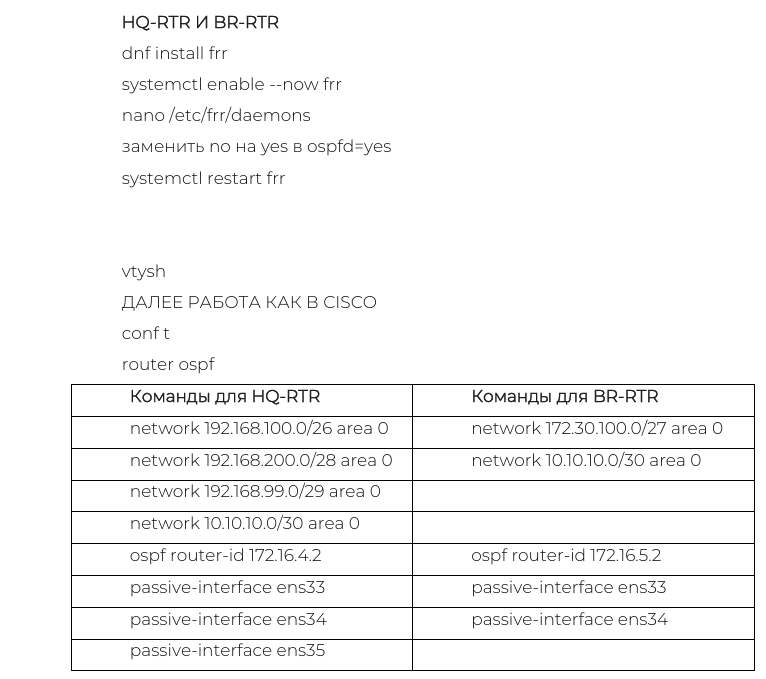 HQ-RTR И BR-RTR
dnf install frr
systemctl enable --now frr
nano /etc/frr/daemons
заменить no на yes в ospfd=yes
systemctl restart frr
vtysh
ДАЛЕЕ РАБОТА КАК В CISCO
conf t
router ospf
Команды для HQ-RTR Команды для BR-RTR
network 192.168.100.0/26 area 0 network 172.30.100.0/27 area 0
network 192.168.200.0/28 area 0 network 10.10.10.0/30 area 0
network 192.168.99.0/29 area 0
network 10.10.10.0/30 area 0
ospf router-id 172.16.4.2 ospf router-id 172.16.5.2
passive-interface ens33 passive-interface ens33
passive-interface ens34 passive-interface ens34
passive-interface ens35